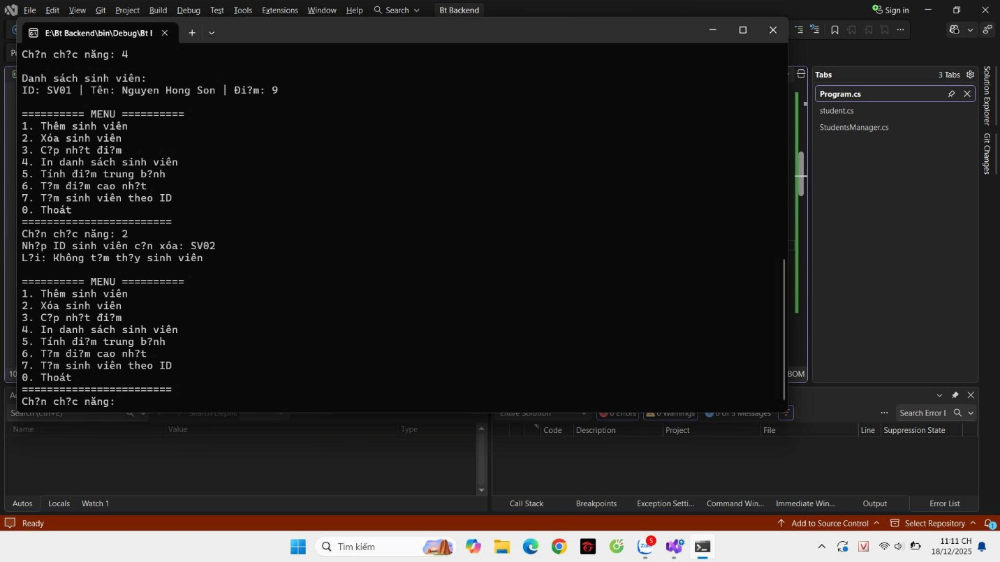 File Edit View Git Project Build Debug Test Tools Extensions Window Help Search Bt Backend Sign in
E:\Bt Backend\bin\Debug\Bt E
Ch?n ch?c năng: 4
Danh sách sinh viên:
ID: SV01 | Tên: Nguyen Hong Son | Đi?m: 9
========== MENU ==========
1. Thêm sinh viên
2. Xóa sinh viên
3. C?p nh?t đi?m
4. In danh sách sinh viên
5. Tính đi?m trung b?nh
6. T?m đi?m cao nh?t
7. T?m sinh viên theo ID
0. Thoát
========================
Ch?n ch?c năng: 2
Nh?p ID sinh viên c?n xóa: SV02
L?i: Không t?m th?y sinh viên
========== MENU ==========
1. Thêm sinh viên
2. Xóa sinh viên
3. C?p nh?t đi?m
4. In danh sách sinh viên
5. Tính đi?m trung b?nh
6. T?m đi?m cao nh?t
7. T?m sinh viên theo ID
0. Thoát
========================
Ch?n ch?c năng:
Tabs 3 Tabs
Program.cs
student.cs
StudentsManager.cs
Solution Explorer
Git Changes
BOM
Search (Ctrl+E) Search Depth
Name Value Type
Autos Locals Watch 1
Entire Solution 0 Errors 0 Warnings 0 of 3 Messages Search Error L
Code Description Project File Line Suppression State
Call Stack Breakpoints Exception Setti... Command Win... Immediate Win... Output Error List
Ready Add to Source Control Select Repository 1
Tìm kiếm Zalo 5 V 11:11 CH
18/12/2025